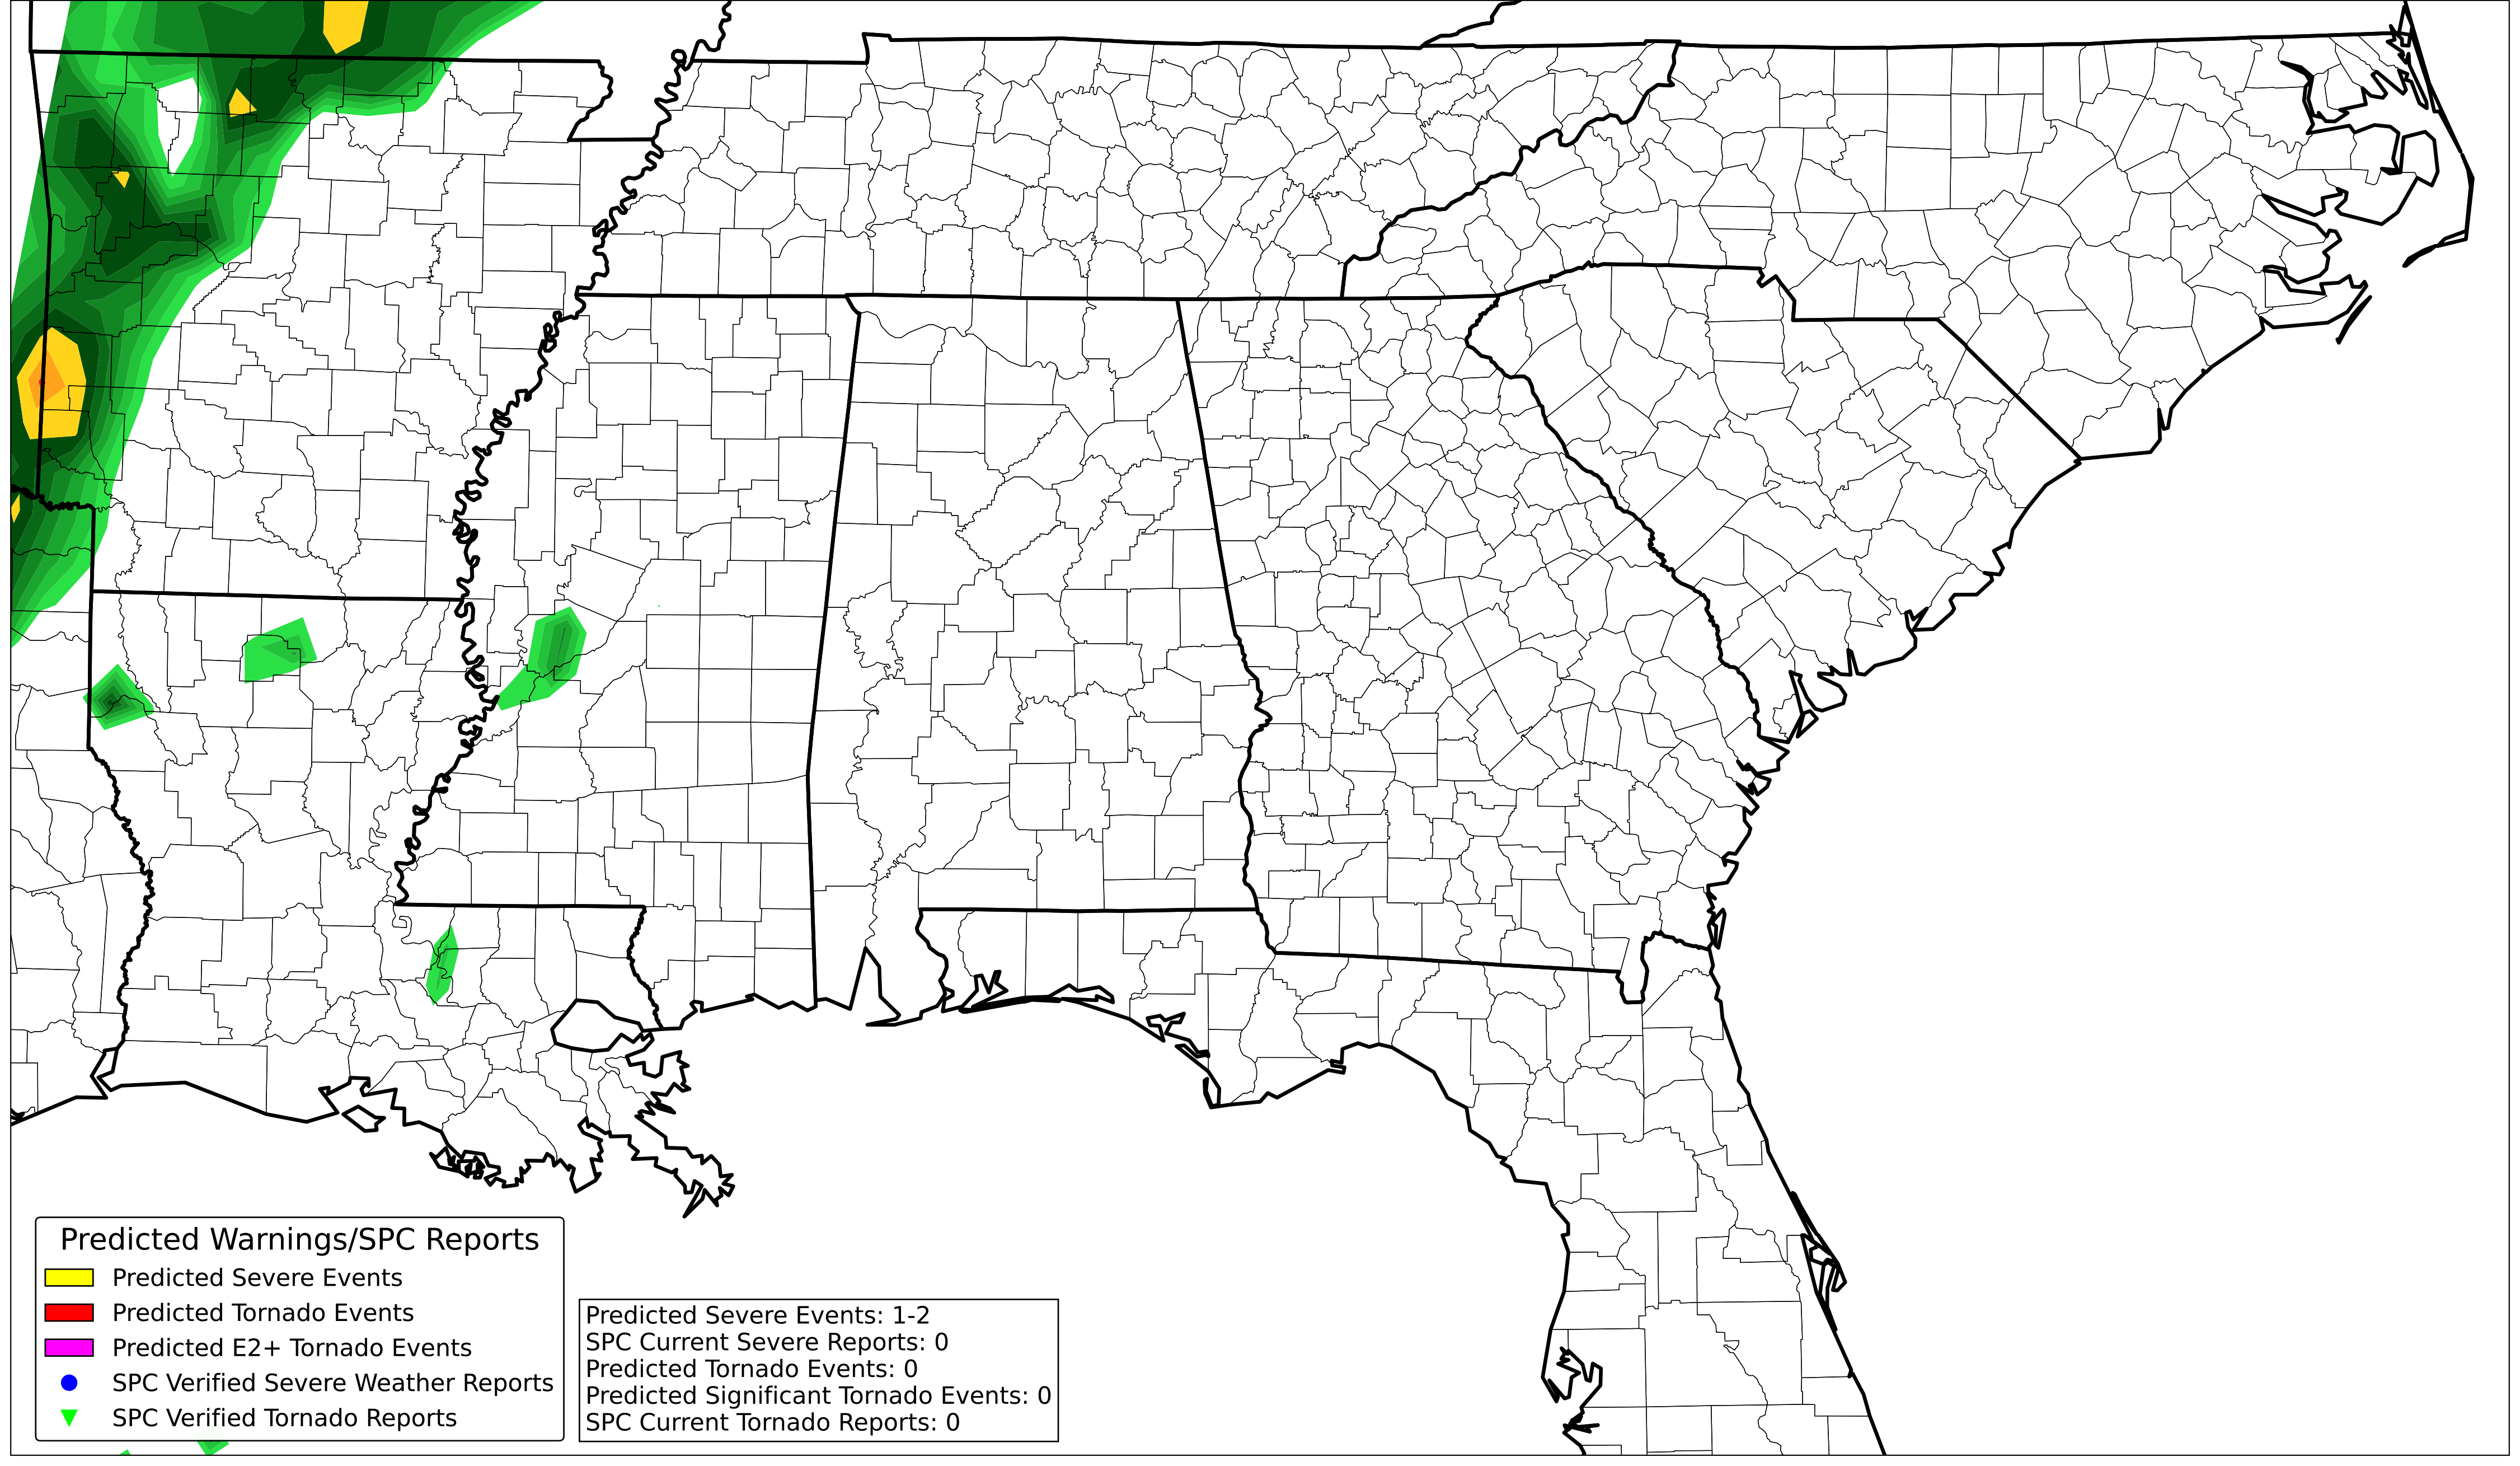 Predicted Warnings/SPC Reports
Predicted Severe Events
Predicted Tornado Events
Predicted E2+ Tornado Events
SPC Verified Severe Weather Reports
SPC Verified Tornado Reports
Predicted Severe Events: 1-2
SPC Current Severe Reports: 0
Predicted Tornado Events: 0
Predicted Significant Tornado Events: 0
SPC Current Tornado Reports: 0